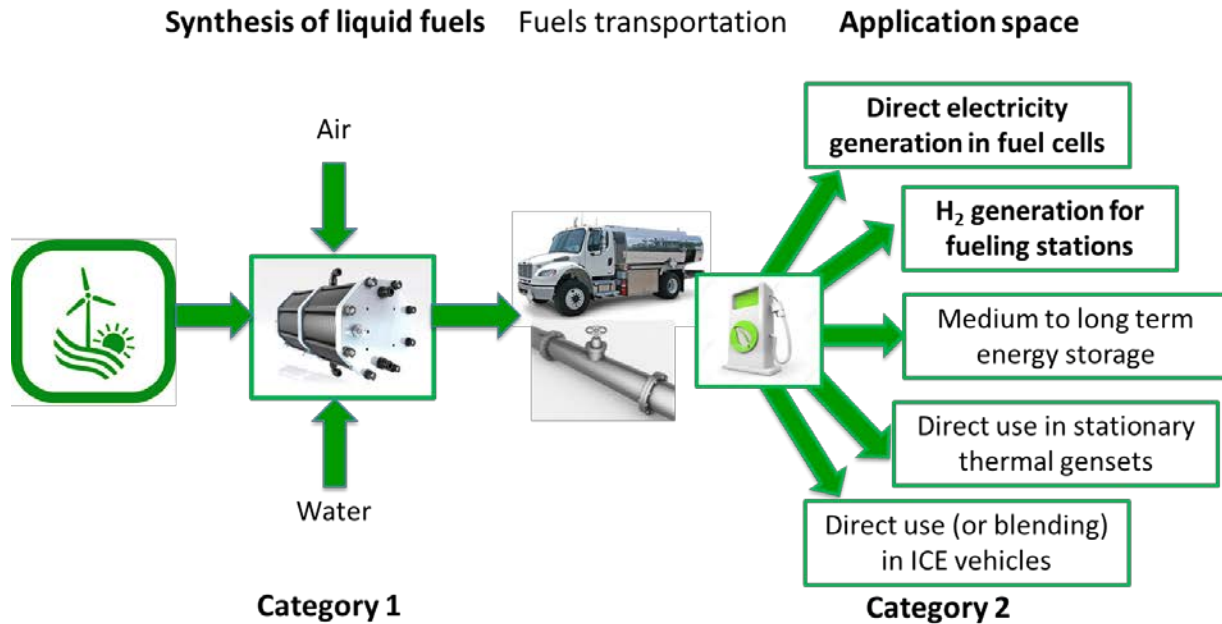 Synthesis of liquid fuels
Fuels transportation
Application space
Air
Water
Direct electricity
generation in fuel cells
H₂ generation for
fueling stations
Medium to long term
energy storage
Direct use in stationary
thermal gensets
Direct use (or blending)
in ICE vehicles
Category 1
Category 2